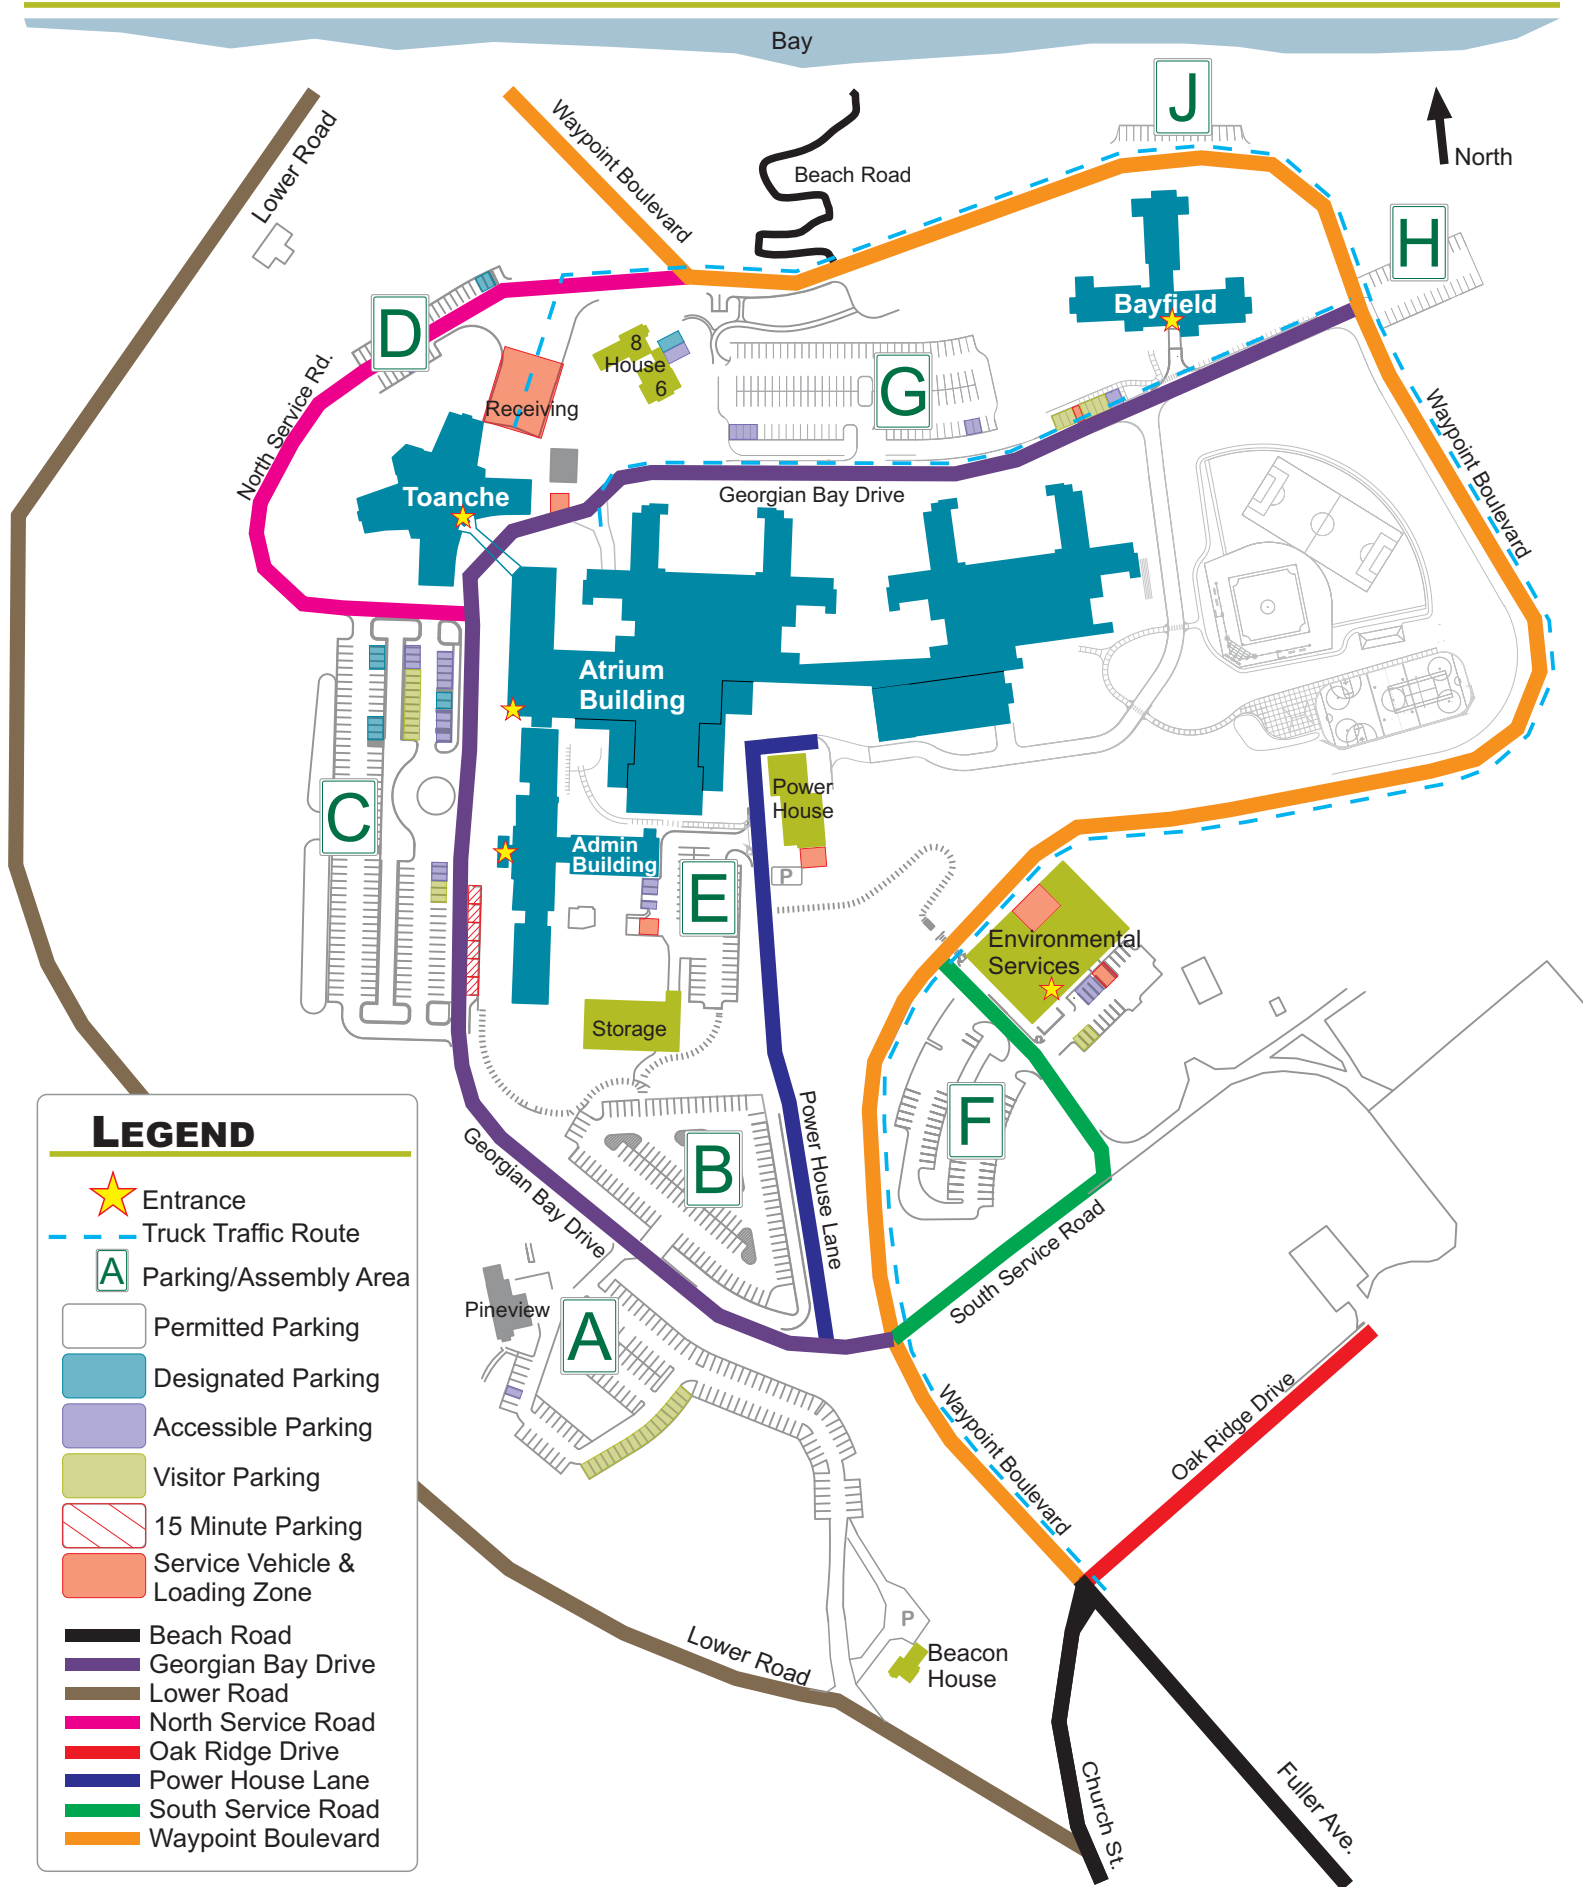 Bay
J
North
Lower Road
Waypoint Boulevard
Beach Road
H
D
Bayfield
8
House
6
G
North Service Rd.
Receiving
Waypoint Boulevard
Toanche
Georgian Bay Drive
Atrium
Building
C
Power
House
Admin
Building
P
E
Environmental
Services
P
Storage
Power House Lane
F
B
Georgian Bay Drive
South Service Road
Pineview
A
Waypoint Boulevard
Oak Ridge Drive
P
Lower Road
Beacon
House
Church St.
Fuller Ave.
LEGEND
Entrance
Truck Traffic Route
A
Parking/Assembly Area
Permitted Parking
Designated Parking
Accessible Parking
Visitor Parking
15 Minute Parking
Service Vehicle &
Loading Zone
Beach Road
Georgian Bay Drive
Lower Road
North Service Road
Oak Ridge Drive
Power House Lane
South Service Road
Waypoint Boulevard